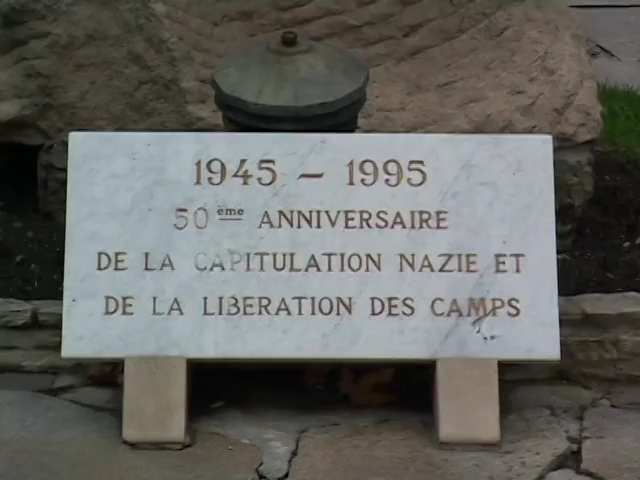 1945 - 1995
50ème ANNIVERSAIRE
DE LA CAPITULATION NAZIE ET
DE LA LIBERATION DES CAMPS